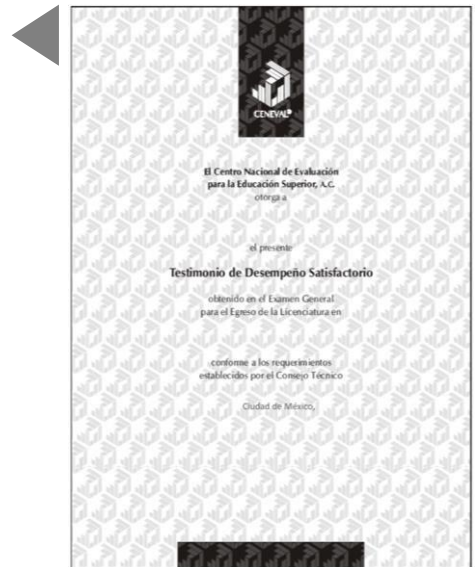 CENEVAL®
El Centro Nacional de Evaluación
para la Educación Superior, A.C.
otorga a
el presente
Testimonio de Desempeño Satisfactorio
obtenido en el Examen General
para el Egreso de la Licenciatura en
conforme a los requerimientos
establecidos por el Consejo Técnico
Ciudad de México,